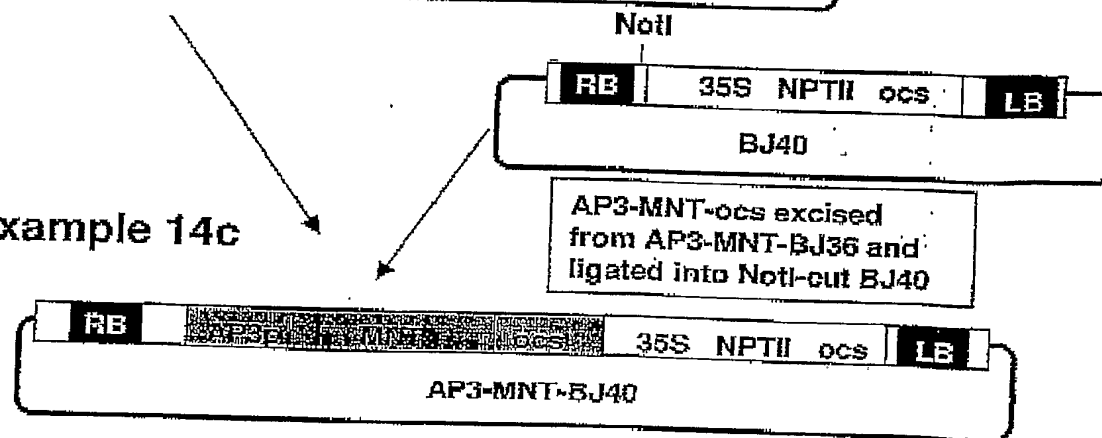 NotI
RB 35S NPTII ocs LB
BJ40
AP3-MNT-ocs excised
from AP3-MNT-BJ36 and
ligated into NotI-cut BJ40
xample 14c
RB AP3p MNT ocs 35S NPTII ocs LB
AP3-MNT-BJ40